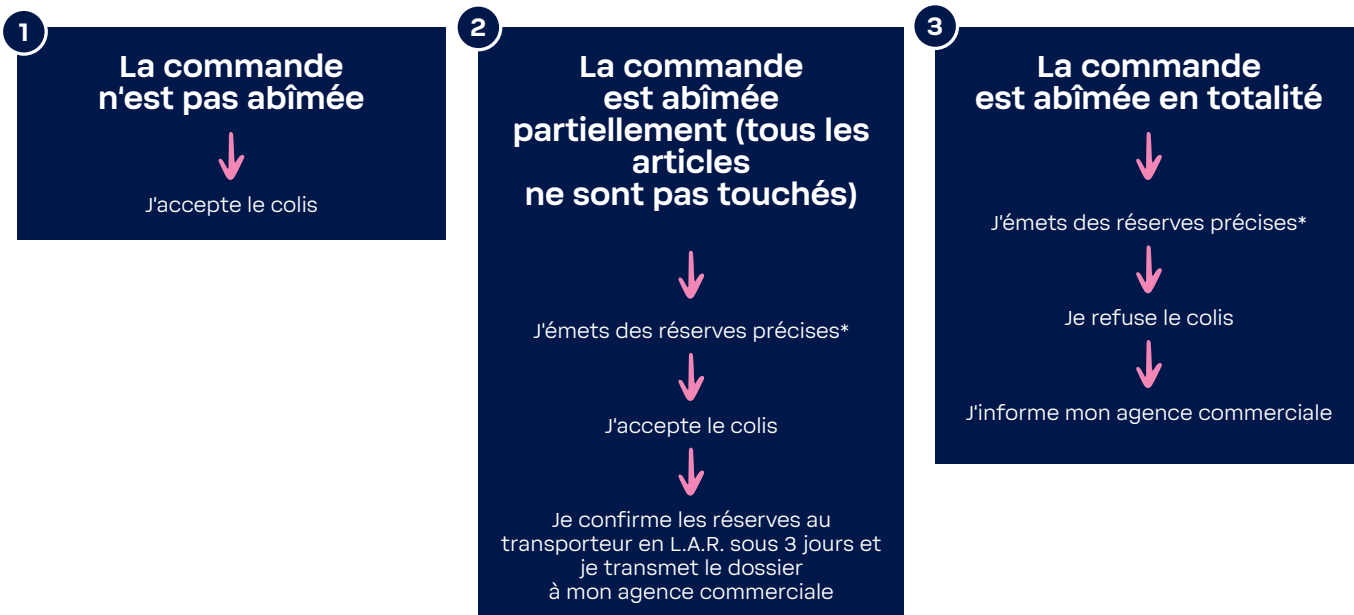 1
La commande
n'est pas abîmée
J'accepte le colis
2
La commande
est abîmée
partiellement (tous les
articles
ne sont pas touchés)
J'émets des réserves précises*
J'accepte le colis
Je confirme les réserves au
transporteur en L.A.R. sous 3 jours et
je transmet le dossier
à mon agence commerciale
3
La commande
est abîmée en totalité
J'émets des réserves précises*
Je refuse le colis
J'informe mon agence commerciale